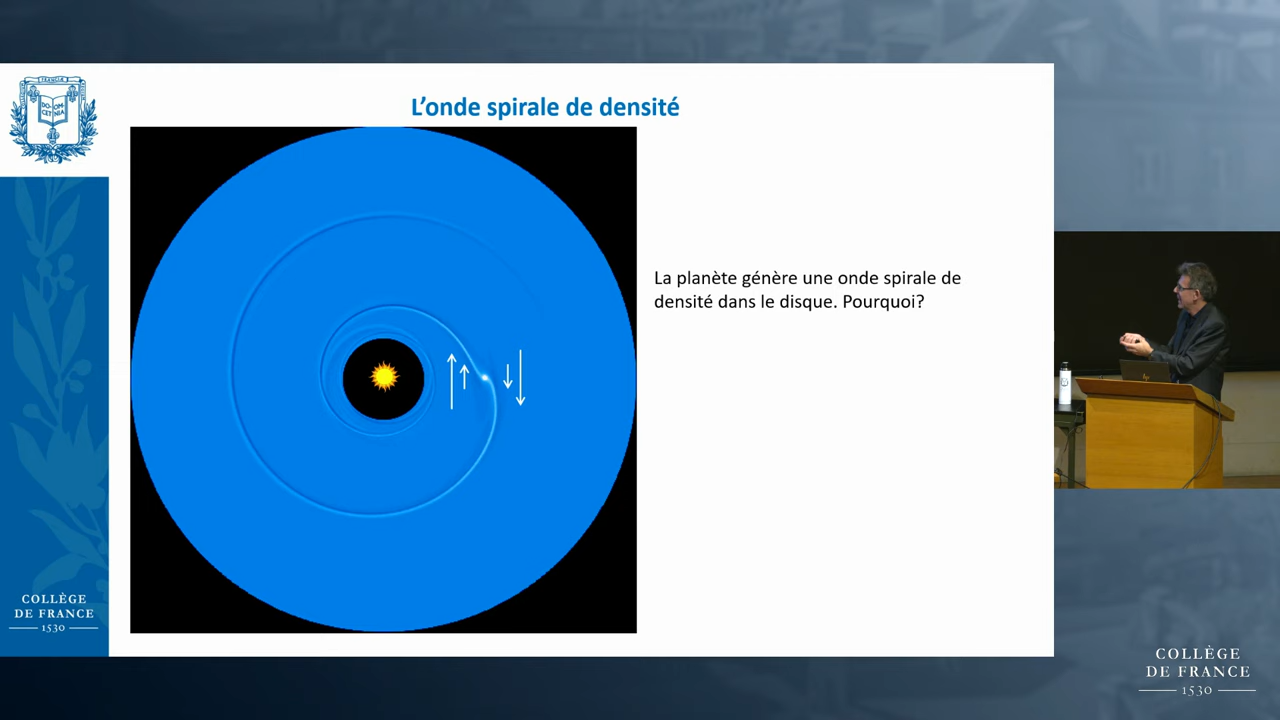 L'onde spirale de densité
La planète génère une onde spirale de
densité dans le disque. Pourquoi?
COLLÈGE
DE FRANCE
1530
COLLÈGE
DE FRANCE
1530